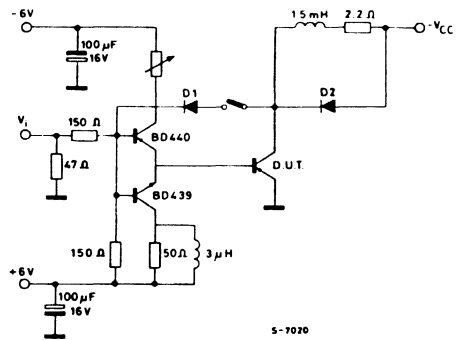 -6V
100µF
16V
1.5mH
2.2Ω
-VCC
D1
D2
Vi
150Ω
BD440
47Ω
D.U.T.
BD439
150Ω
50Ω
3µH
+6V
100µF
16V
S-7020